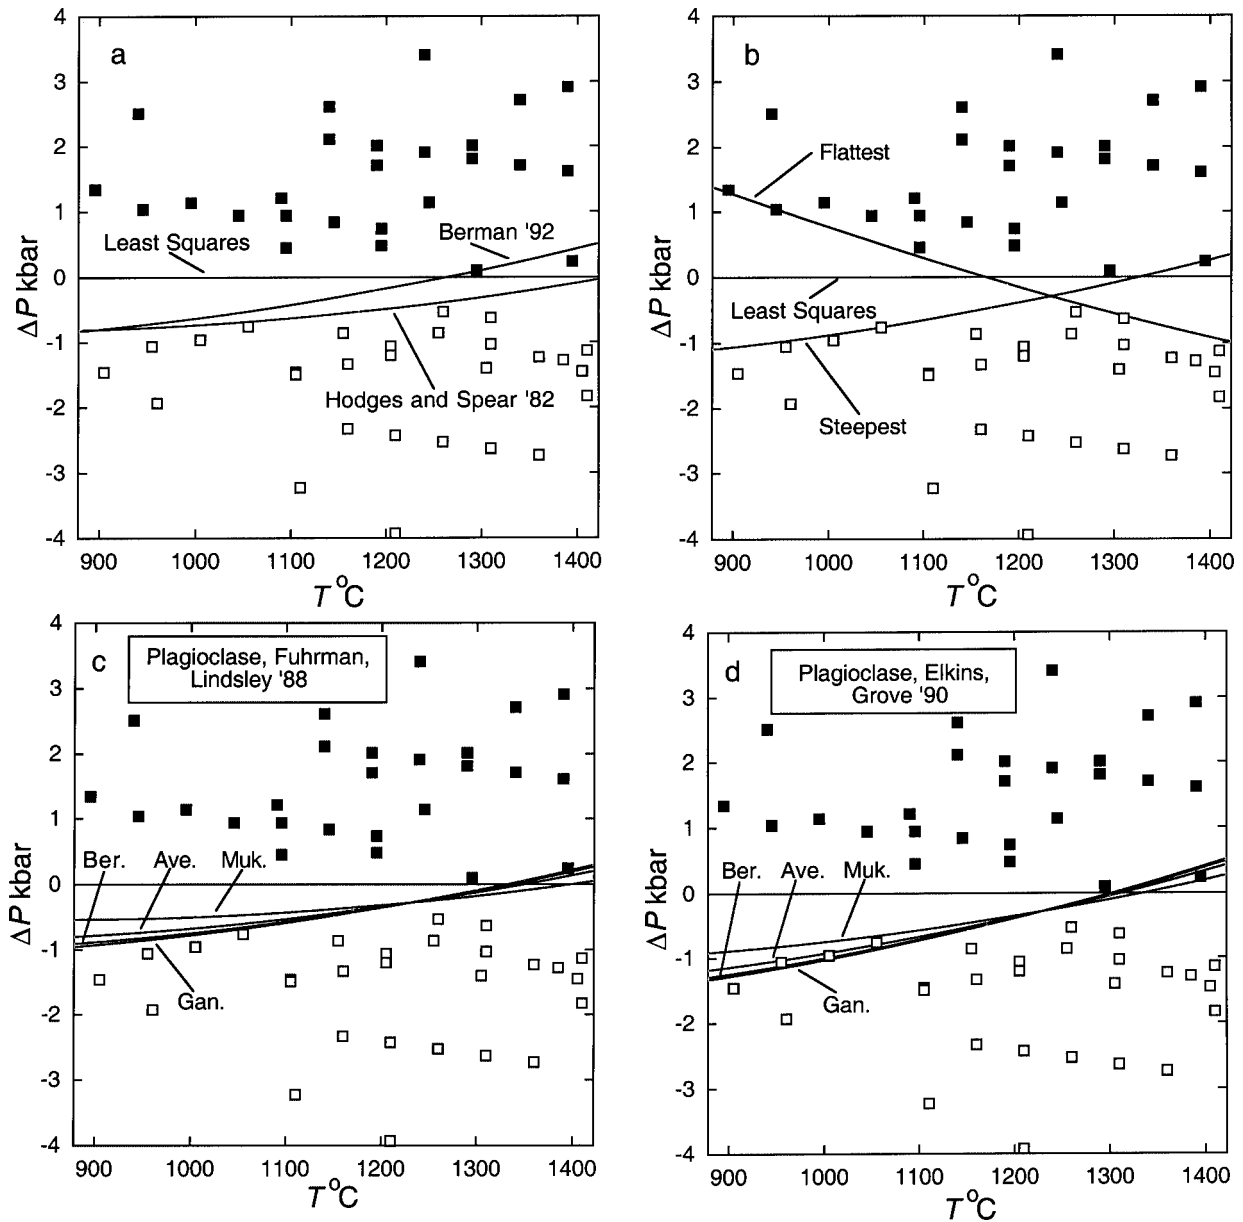 a
4
3
2
1
0
-1
-2
-3
-4
ΔP kbar
Least Squares
Berman '92
Hodges and Spear '82
900 1000 1100 1200 1300 1400
T °C
b
4
3
2
1
0
-1
-2
-3
-4
ΔP kbar
Flattest
Least Squares
Steepest
900 1000 1100 1200 1300 1400
T °C
c
Plagioclase, Fuhrman,
Lindsley '88
4
3
2
1
0
-1
-2
-3
-4
ΔP kbar
Ber. Ave. Muk.
Gan.
900 1000 1100 1200 1300 1400
T °C
d
Plagioclase, Elkins,
Grove '90
4
3
2
1
0
-1
-2
-3
-4
ΔP kbar
Ber. Ave. Muk.
Gan.
900 1000 1100 1200 1300 1400
T °C